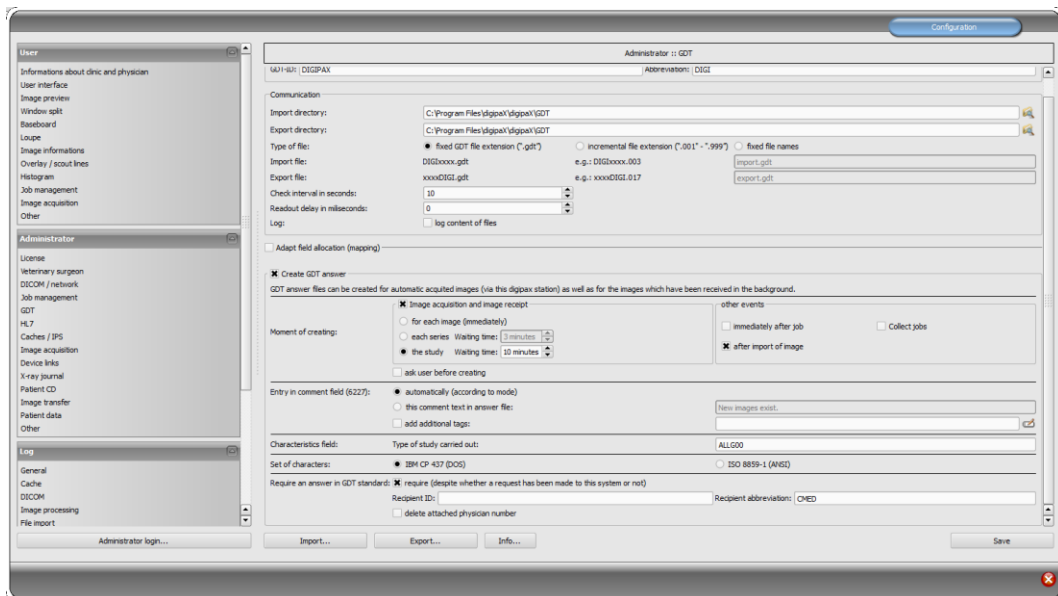 Configuration
User
Informations about clinic and physician
User interface
Image preview
Window split
Baseboard
Loupe
Image informations
Overlay / scout lines
Histogram
Job management
Image acquisition
Other
Administrator
License
Veterinary surgeon
DICOM / network
Job management
GDT
HL7
Caches / IPS
Image acquisition
Device links
X-ray journal
Patient CD
Image transfer
Patient data
Other
Log
General
Cache
DICOM
Image processing
File import
Administrator login...
Administrator :: GDT
GDT-ID: DIGIPAX Abbreviation: DIGI
Communication
Import directory: C:\Program Files\digipaX\digipaX\GDT
Export directory: C:\Program Files\digipaX\digipaX\GDT
Type of file: fixed GDT file extension (".gdt") incremental file extension (".001" - ".999") fixed file names
Import file: DIGIxxxx.gdt e.g.: DIGIxxxx.003 import.gdt
Export file: xxxxDIGI.gdt e.g.: xxxxDIGI.017 export.gdt
Check interval in seconds: 10
Readout delay in miliseconds: 0
Log: log content of files
Adapt field allocation (mapping)
Create GDT answer
GDT answer files can be created for automatic acquited images (via this digipax station) as well as for the images which have been received in the background.
Image acquisition and image receipt other events
for each image (immediately)
immediately after job Collect jobs
Moment of creating: each series Waiting time: 3 minutes
the study Waiting time: 10 minutes after import of image
ask user before creating
Entry in comment field (6227): automatically (according to mode)
this comment text in answer file: New images exist.
add additional tags:
Characteristics field: Type of study carried out: ALLG00
Set of characters: IBM CP 437 (DOS) ISO 8859-1 (ANSI)
Require an answer in GDT standard: require (despite whether a request has been made to this system or not)
Recipient ID: Recipient abbreviation: CMED
delete attached physician number
Import... Export... Info... Save